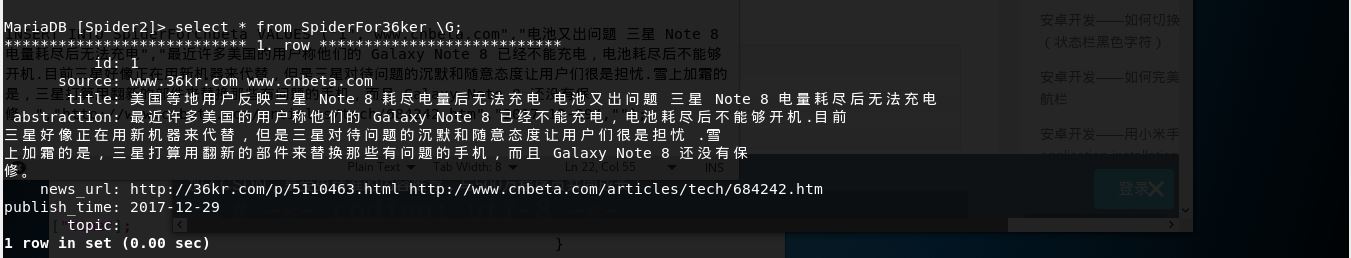 MariaDB [Spider2]> select * from SpiderFor36ker \G;
*************************** 1. row ***************************
id: 1
source: www.36kr.com www.cnbeta.com
title: 美国等地用户反映三星 Note 8 耗尽电量后无法充电 电池又出问题 三星 Note 8 电量耗尽后无法充电
abstraction: 最近许多美国的用户称他们的 Galaxy Note 8 已经不能充电,电池耗尽后不能够开机.目前
三星好像正在用新机器来代替,但是三星对待问题的沉默和随意态度让用户们很是担忧 .雪
上加霜的是,三星打算用翻新的部件来替换那些有问题的手机,而且 Galaxy Note 8 还没有保
修。
news_url: http://36kr.com/p/5110463.html http://www.cnbeta.com/articles/tech/684242.htm
publish_time: 2017-12-29
topic:
1 row in set (0.00 sec)
安卓开发——如何切换
(状态栏黑色字符)
安卓开发——如何完美
航栏
安卓开发——用小米手
Plain Text
Tab Width: 8
Ln 22, Col 55
INS
登录
}